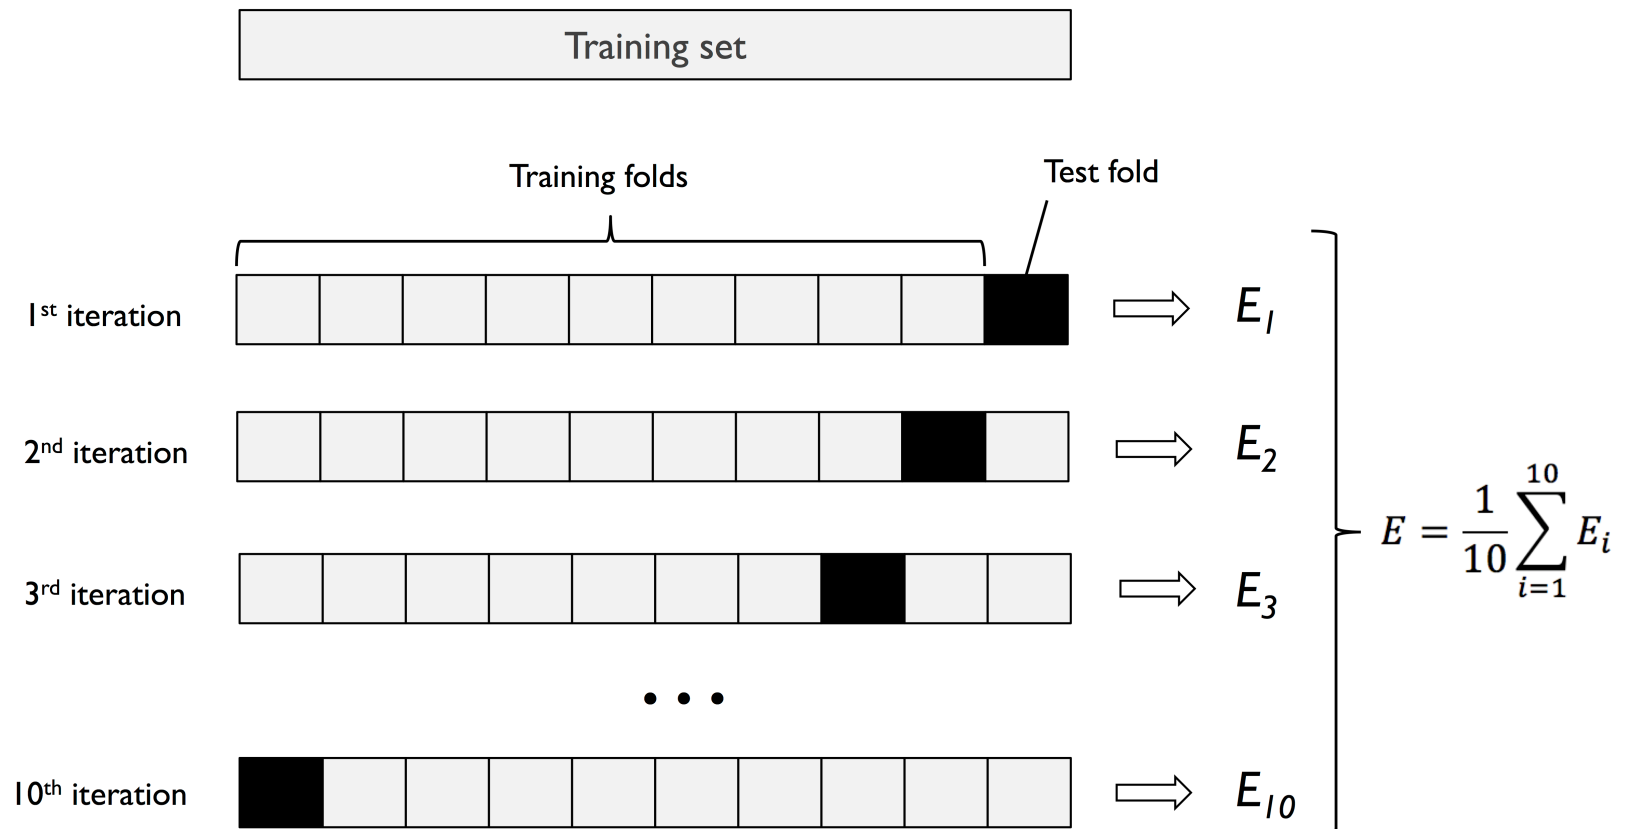 Training set
Training folds
Test fold
1st iteration
E1
2nd iteration
E2
3rd iteration
E3
E = 1/10 ∑_{i=1}^{10} E_i
• • •
10th iteration
E10